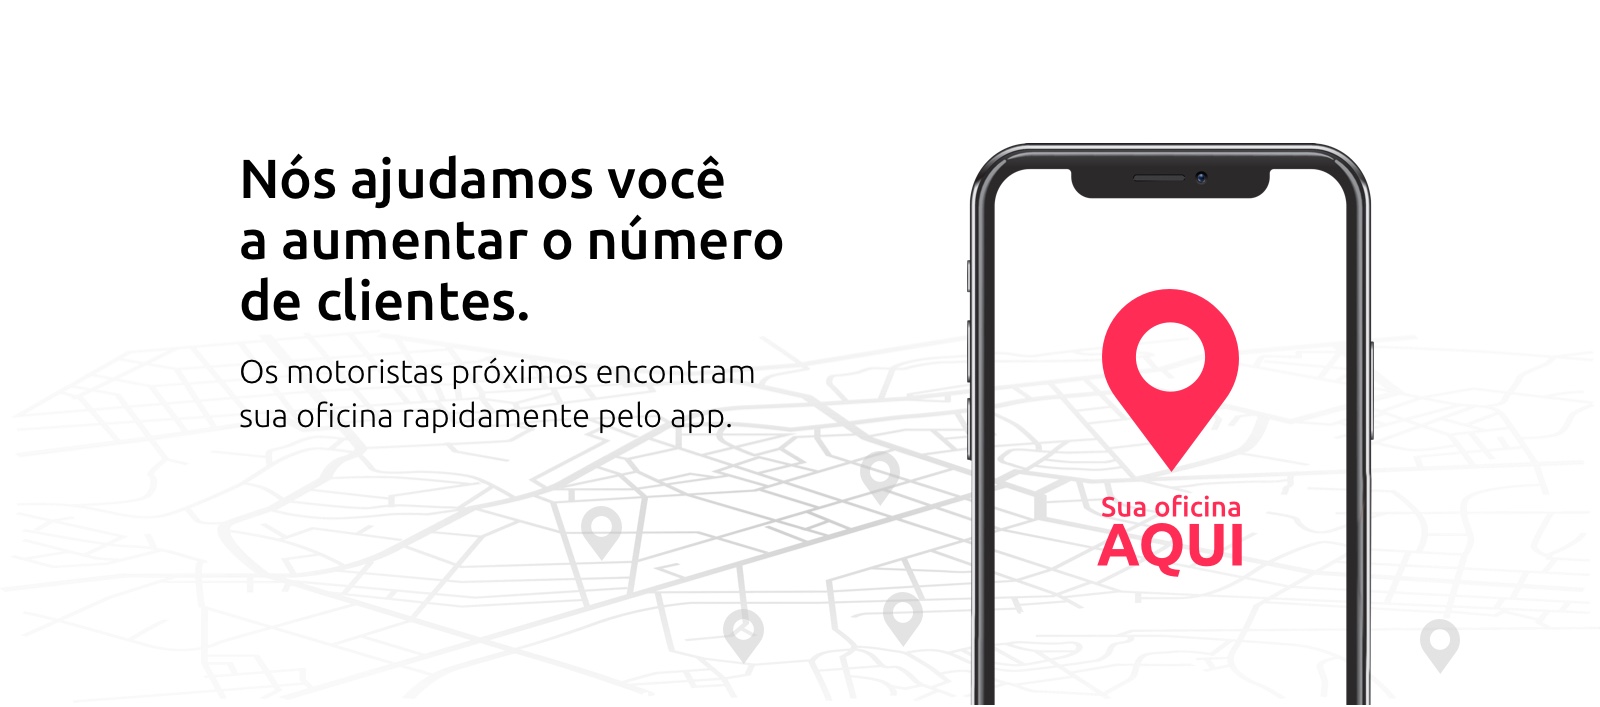 Nós ajudamos você
a aumentar o número
de clientes.
Os motoristas próximos encontram
sua oficina rapidamente pelo app.
Sua oficina
AQUI